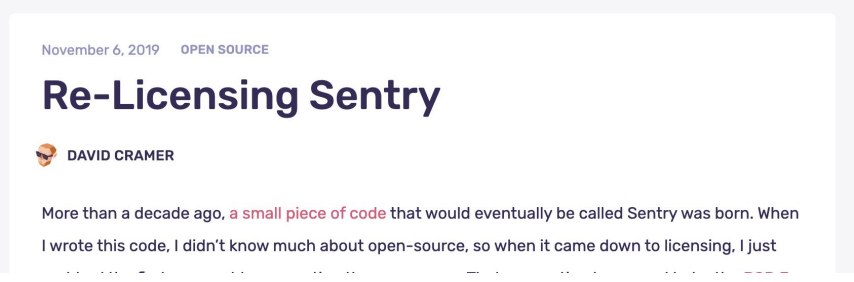 November 6, 2019 OPEN SOURCE
Re-Licensing Sentry
DAVID CRAMER
More than a decade ago, a small piece of code that would eventually be called Sentry was born. When
I wrote this code, I didn’t know much about open-source, so when it came down to licensing, I just